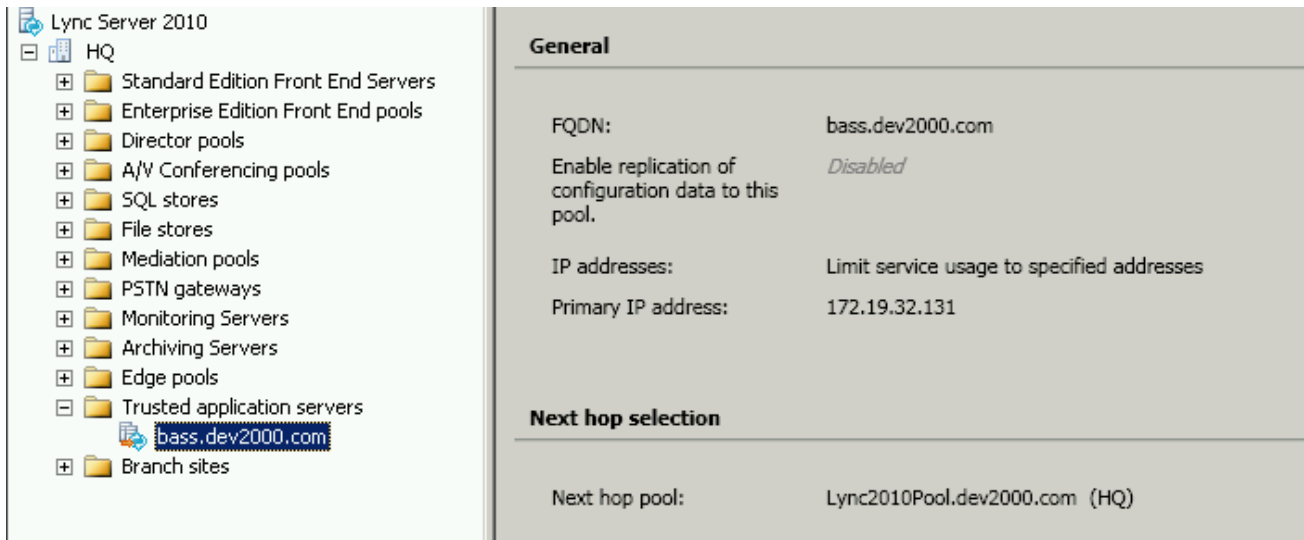 Lync Server 2010
HQ
Standard Edition Front End Servers
Enterprise Edition Front End pools
Director pools
A/V Conferencing pools
SQL stores
File stores
Mediation pools
PSTN gateways
Monitoring Servers
Archiving Servers
Edge pools
Trusted application servers
bass.dev2000.com
Branch sites
General
FQDN: bass.dev2000.com
Enable replication of Disabled
configuration data to this
pool.
IP addresses: Limit service usage to specified addresses
Primary IP address: 172.19.32.131
Next hop selection
Next hop pool: Lync2010Pool.dev2000.com (HQ)